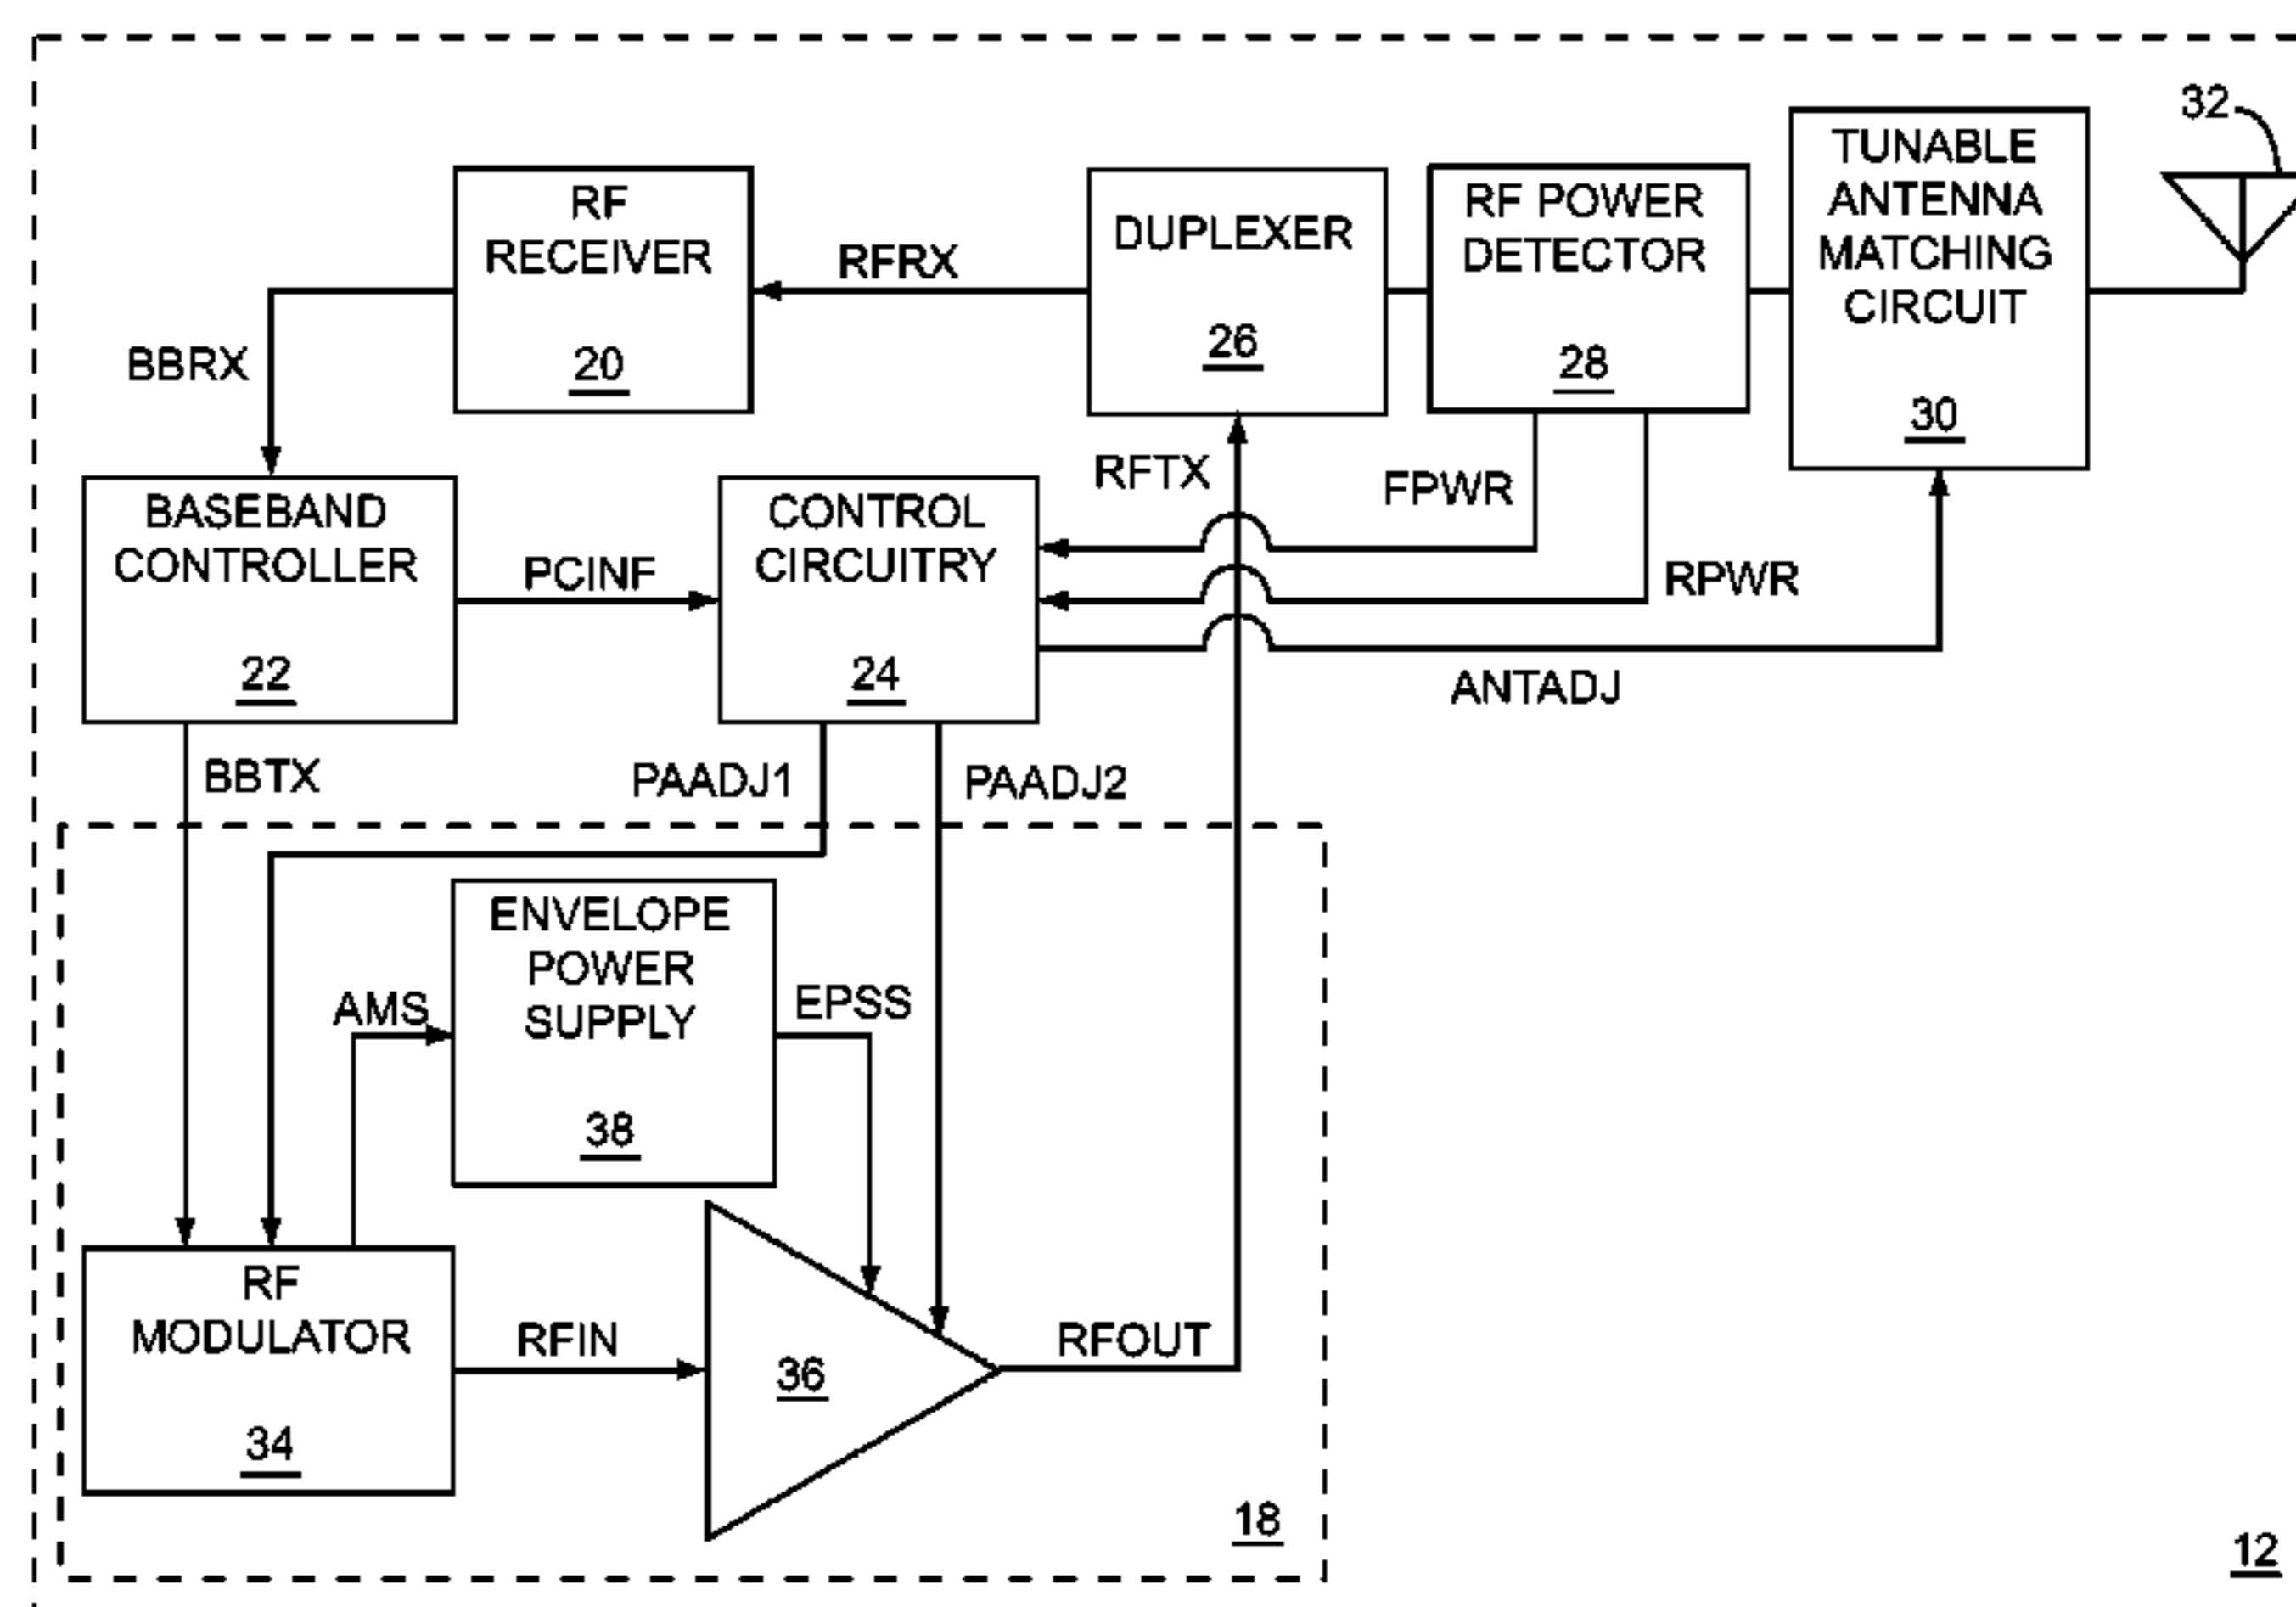 32
TUNABLE
ANTENNA
MATCHING
CIRCUIT
30
RF
RECEIVER
20
RFRX
DUPLEXER
26
RF POWER
DETECTOR
28
BBRX
RFTX
FPWR
RPWR
ANTADJ
BASEBAND
CONTROLLER
22
PCINF
CONTROL
CIRCUITRY
24
BBTX
PAADJ1
PAADJ2
ENVELOPE
POWER
SUPPLY
38
AMS
EPSS
RF
MODULATOR
34
RFIN
36
RFOUT
18
12